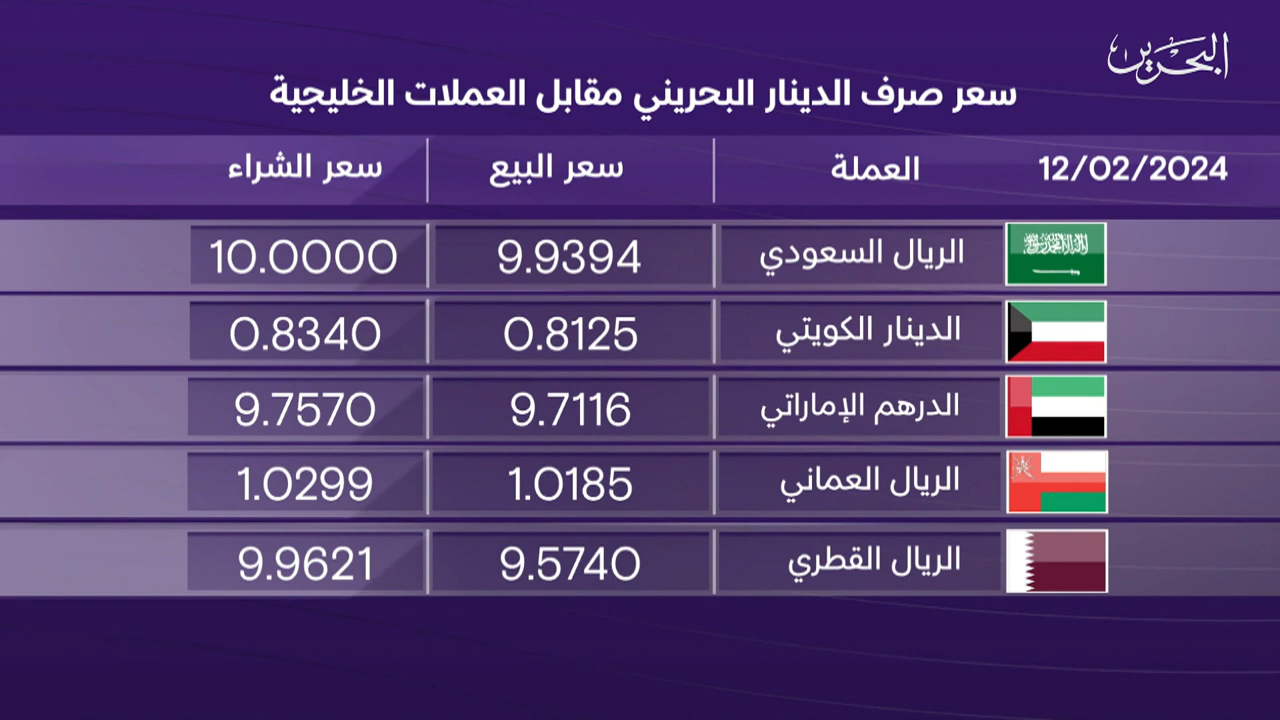 البحرين
سعر صرف الدينار البحريني مقابل العملات الخليجية
12/02/2024 العملة سعر البيع سعر الشراء
الريال السعودي 9.9394 10.0000
الدينار الكويتي 0.8125 0.8340
الدرهم الإماراتي 9.7116 9.7570
الريال العماني 1.0185 1.0299
الريال القطري 9.5740 9.9621